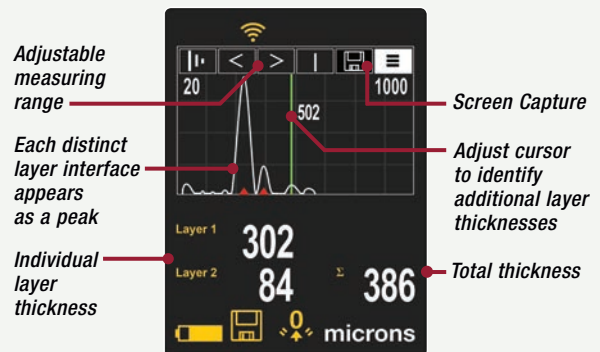 Adjustable
measuring
range
Each distinct
layer interface
appears
as a peak
Individual
layer
thickness
20
1000
502
Layer 1
302
Layer 2
84
Σ
386
0
microns
Screen Capture
Adjust cursor
to identify
additional layer
thicknesses
Total thickness